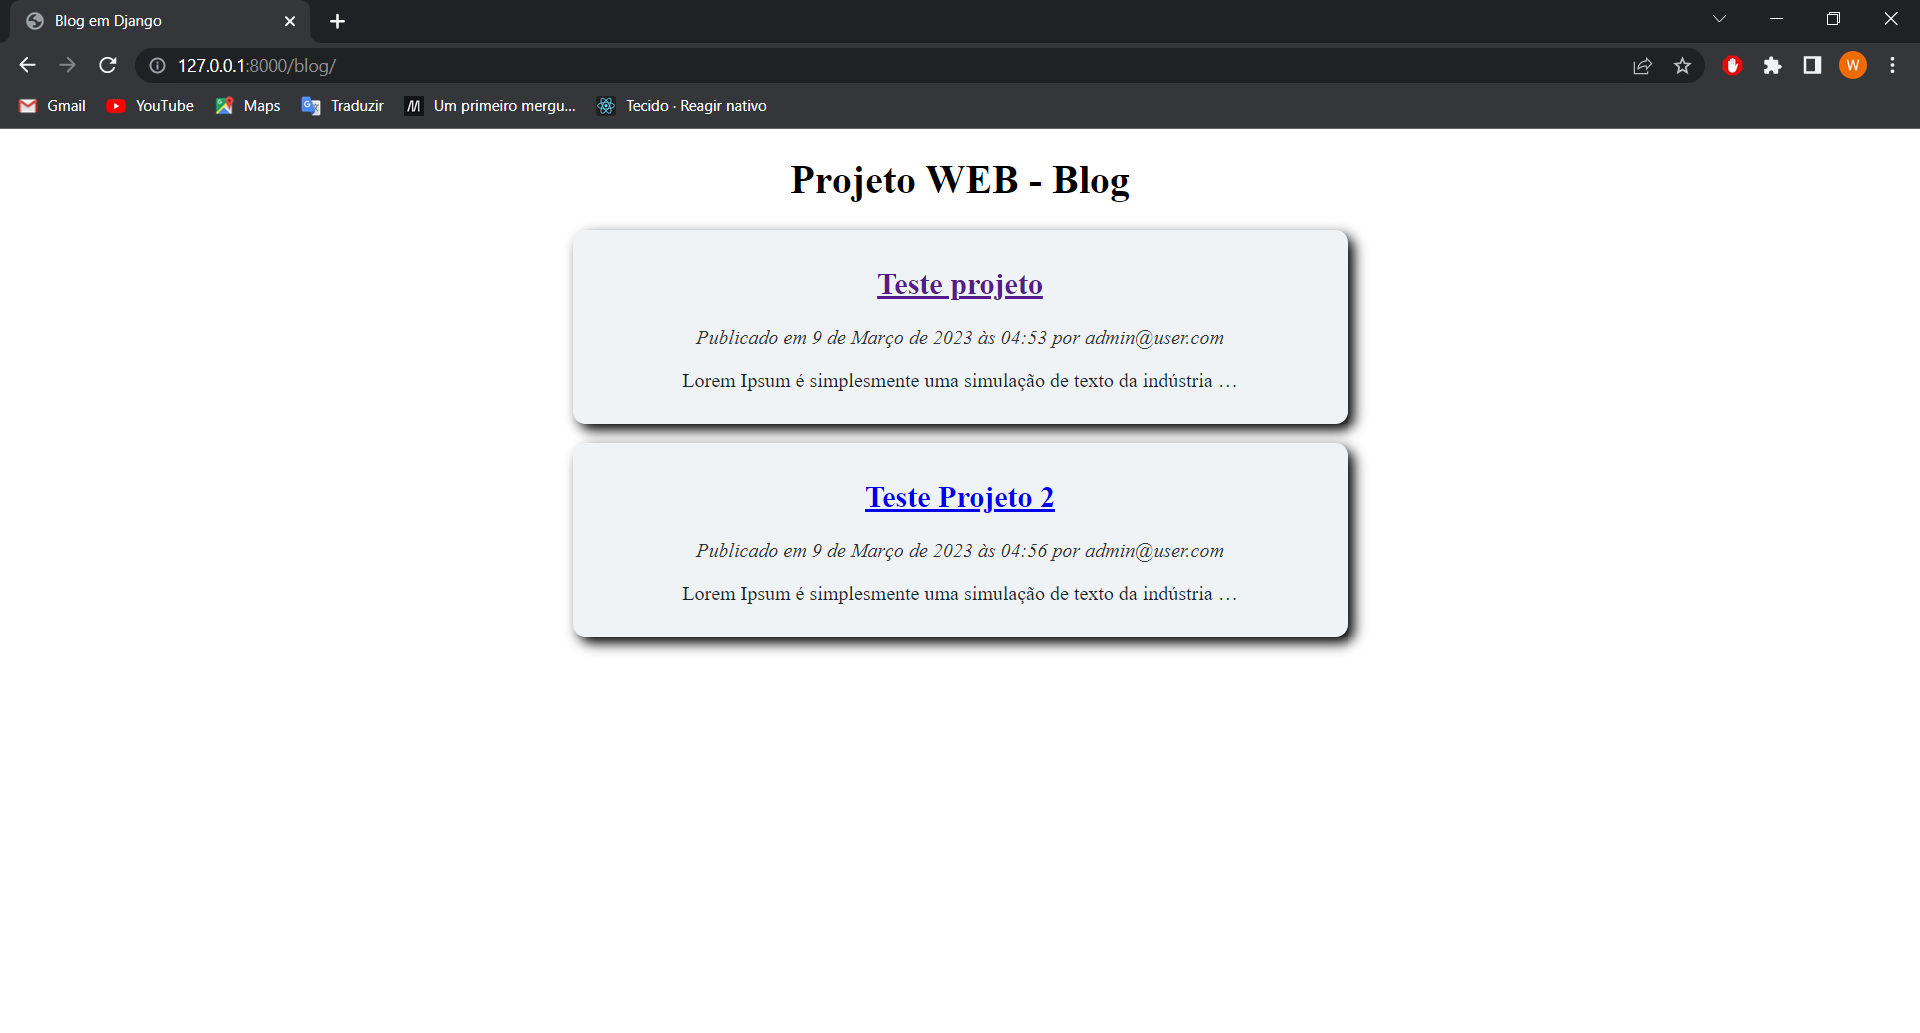 Blog em Django
127.0.0.1:8000/blog/
W
Gmail YouTube Maps Traduzir Um primeiro mergu... Tecido · Reagir nativo
Projeto WEB - Blog
Teste projeto
Publicado em 9 de Março de 2023 às 04:53 por admin@user.com
Lorem Ipsum é simplesmente uma simulação de texto da indústria …
Teste Projeto 2
Publicado em 9 de Março de 2023 às 04:56 por admin@user.com
Lorem Ipsum é simplesmente uma simulação de texto da indústria …